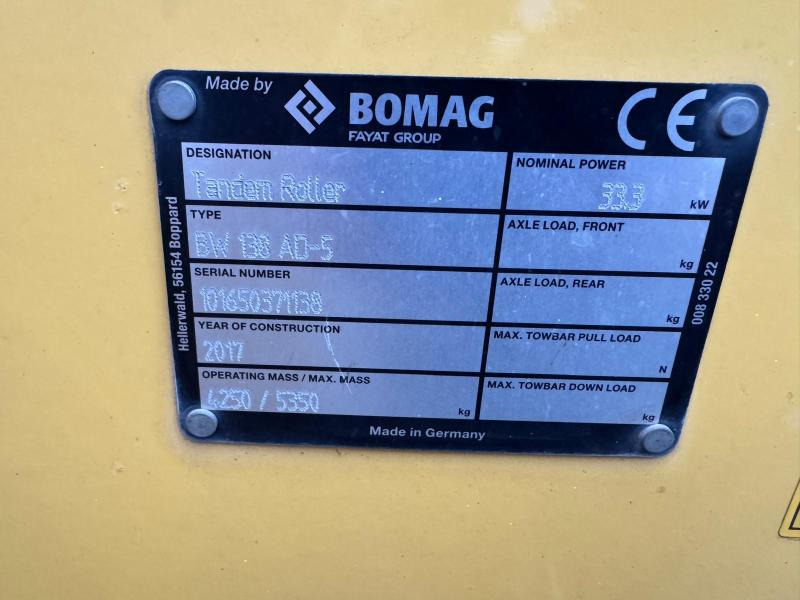 Made by BOMAG CE
FAYAT GROUP
DESIGNATION
Tandem Roller
NOMINAL POWER
33.3 kW
TYPE
BW 138 AD-5
AXLE LOAD, FRONT
kg
SERIAL NUMBER
101650371138
AXLE LOAD, REAR
kg
YEAR OF CONSTRUCTION
2017
MAX. TOWBAR PULL LOAD
N
OPERATING MASS / MAX. MASS
4250 / 5350 kg
MAX. TOWBAR DOWN LOAD
kg
Made in Germany
Hellerwald, 56154 Boppard
008 330 22